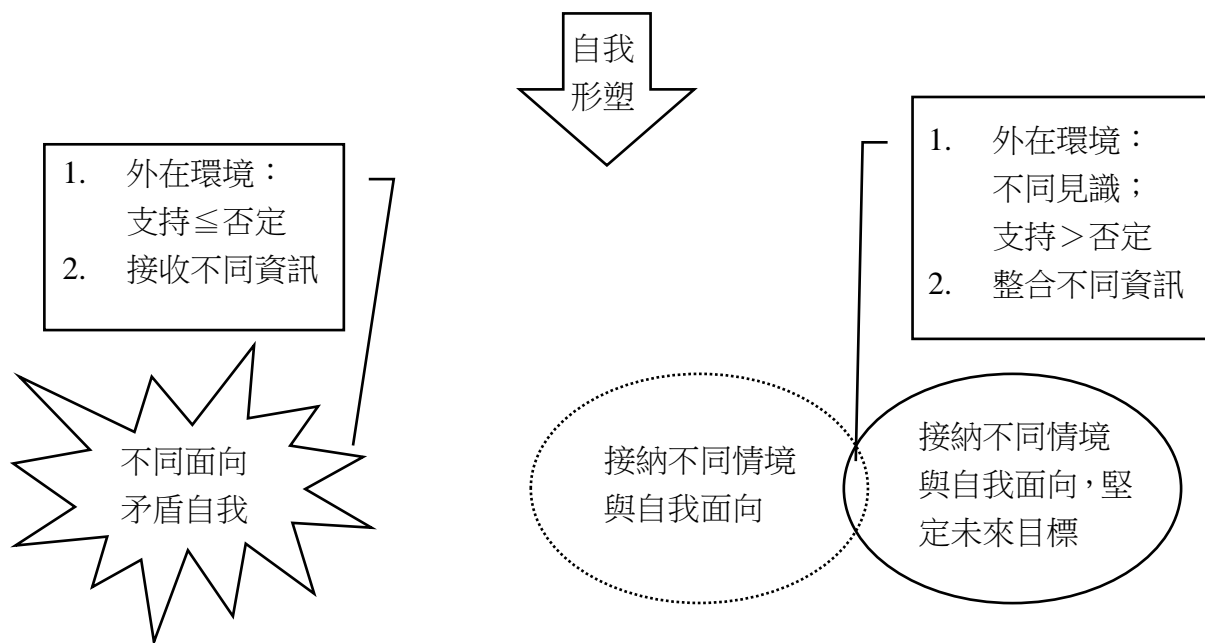 自我
形塑
1. 外在環境：
支持≦否定
2. 接收不同資訊
1. 外在環境：
不同見識；
支持＞否定
2. 整合不同資訊
不同面向
矛盾自我
接納不同情境
與自我面向
接納不同情境
與自我面向，堅
定未來目標